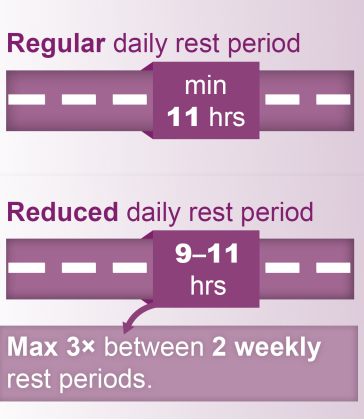 Regular daily rest period
min
11 hrs
Reduced daily rest period
9–11
hrs
Max 3× between 2 weekly
rest periods.